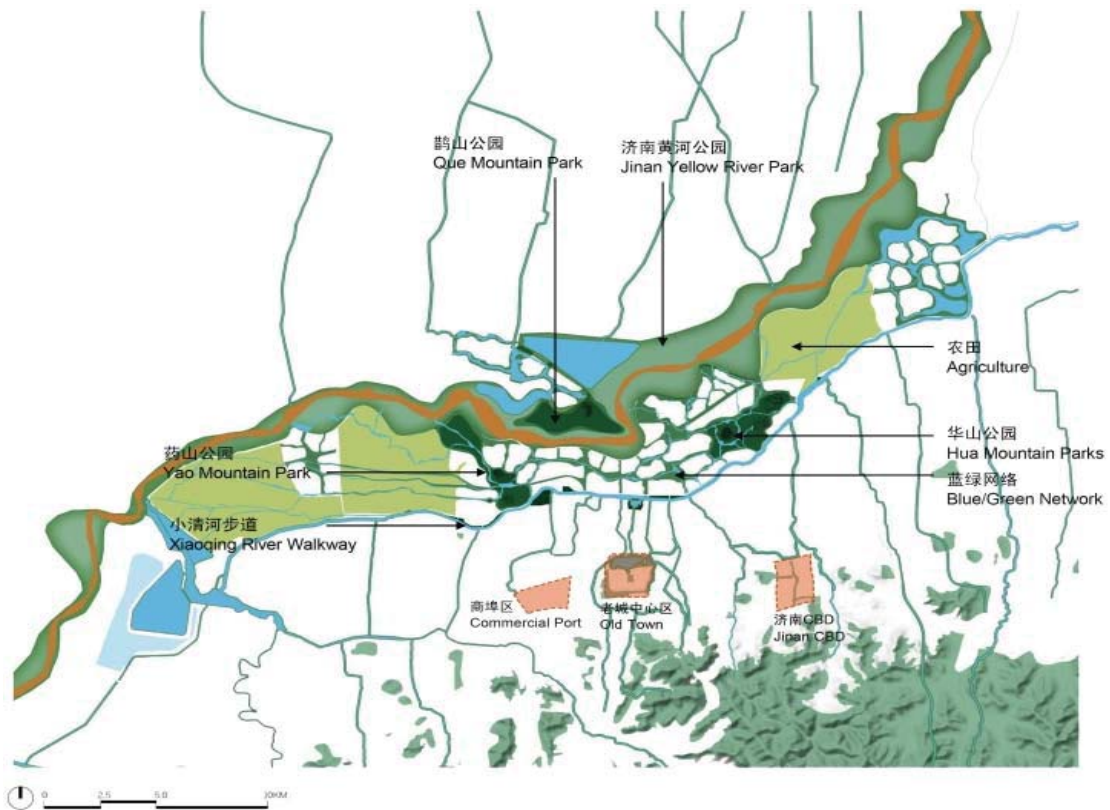 鹊山公园
Que Mountain Park
济南黄河公园
Jinan Yellow River Park
农田
Agriculture
华山公园
Hua Mountain Parks
药山公园
Yao Mountain Park
蓝绿网络
Blue/Green Network
小清河步道
Xiaoqing River Walkway
商埠区
Commercial Port
老城中心区
Old Town
济南CBD
Jinan CBD
0 2.5 5.0 0KM